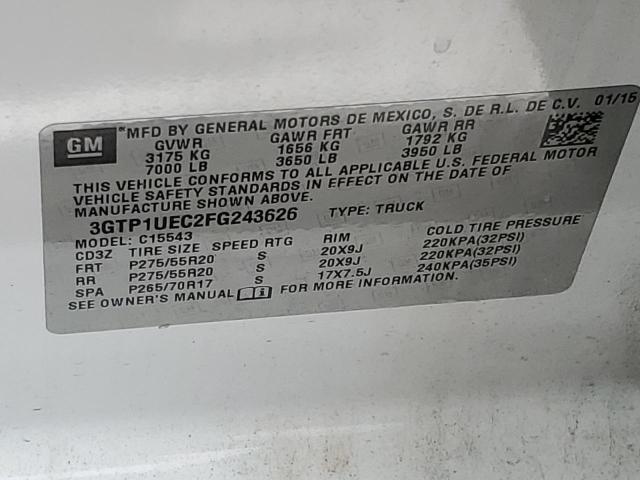 GM
*MFD BY GENERAL MOTORS DE MEXICO, S. DE R.L. DE C.V. 01/15
GVWR GAWR FRT GAWR RR
3175 KG 1656 KG 1792 KG
7000 LB 3650 LB 3950 LB
THIS VEHICLE CONFORMS TO ALL APPLICABLE U.S. FEDERAL MOTOR
VEHICLE SAFETY STANDARDS IN EFFECT ON THE DATE OF
MANUFACTURE SHOWN ABOVE.
3GTP1UEC2FG243626 TYPE: TRUCK
MODEL: C15543
CD3Z TIRE SIZE SPEED RTG RIM COLD TIRE PRESSURE
FRT P275/55R20 S 20X9J 220KPA(32PSI)
RR P275/55R20 S 20X9J 220KPA(32PSI)
SPA P265/70R17 S 17X7.5J 240KPA(35PSI)
SEE OWNER'S MANUAL FOR MORE INFORMATION.